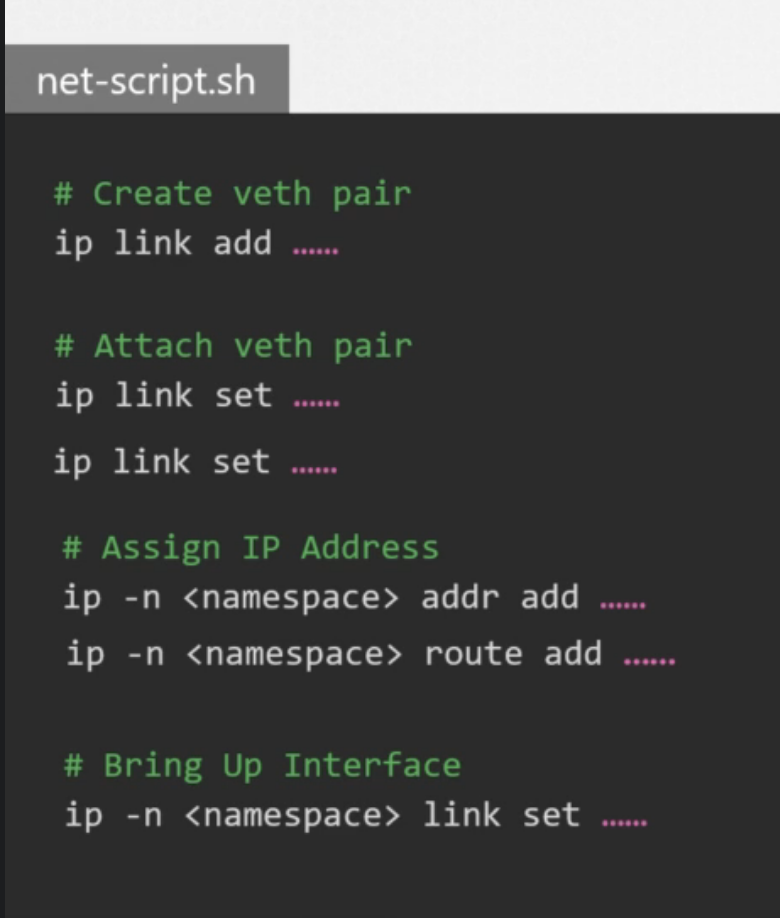 net-script.sh
# Create veth pair
ip link add ......
# Attach veth pair
ip link set ......
ip link set ......
# Assign IP Address
ip -n <namespace> addr add ......
ip -n <namespace> route add ......
# Bring Up Interface
ip -n <namespace> link set ......